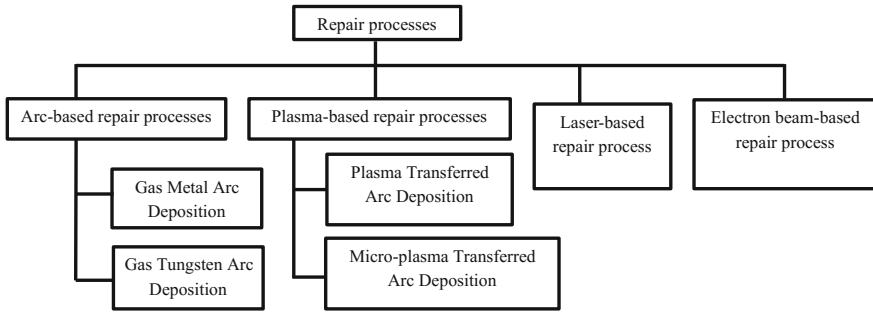 Repair processes
Arc-based repair processes
Plasma-based repair processes
Laser-based
repair process
Electron beam-based
repair process
Gas Metal Arc
Deposition
Gas Tungsten Arc
Deposition
Plasma Transferred
Arc Deposition
Micro-plasma Transferred
Arc Deposition